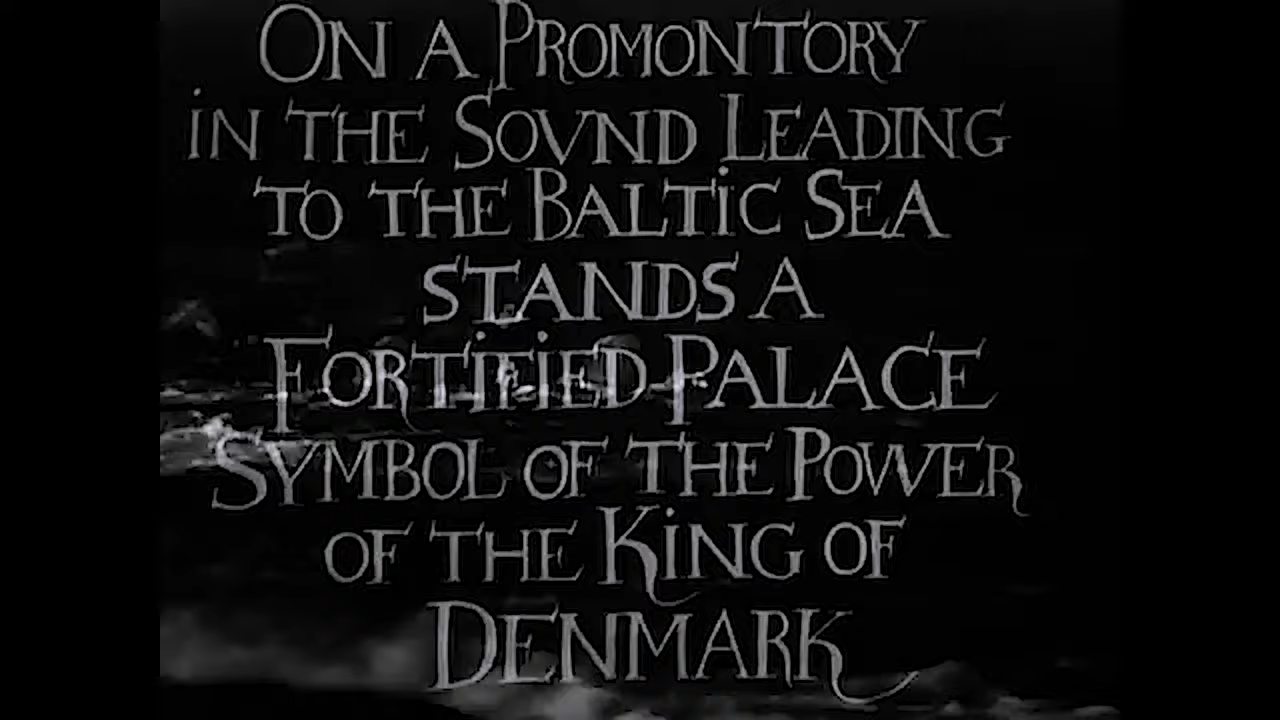 ON A PROMONTORY
iN THE SOVND LEADING
TO THE BALTiC SEA
STANDS A
FORTiFiED PALACE
SYMBOL OF THE POWER
OF THE KiNG OF
DENMARK